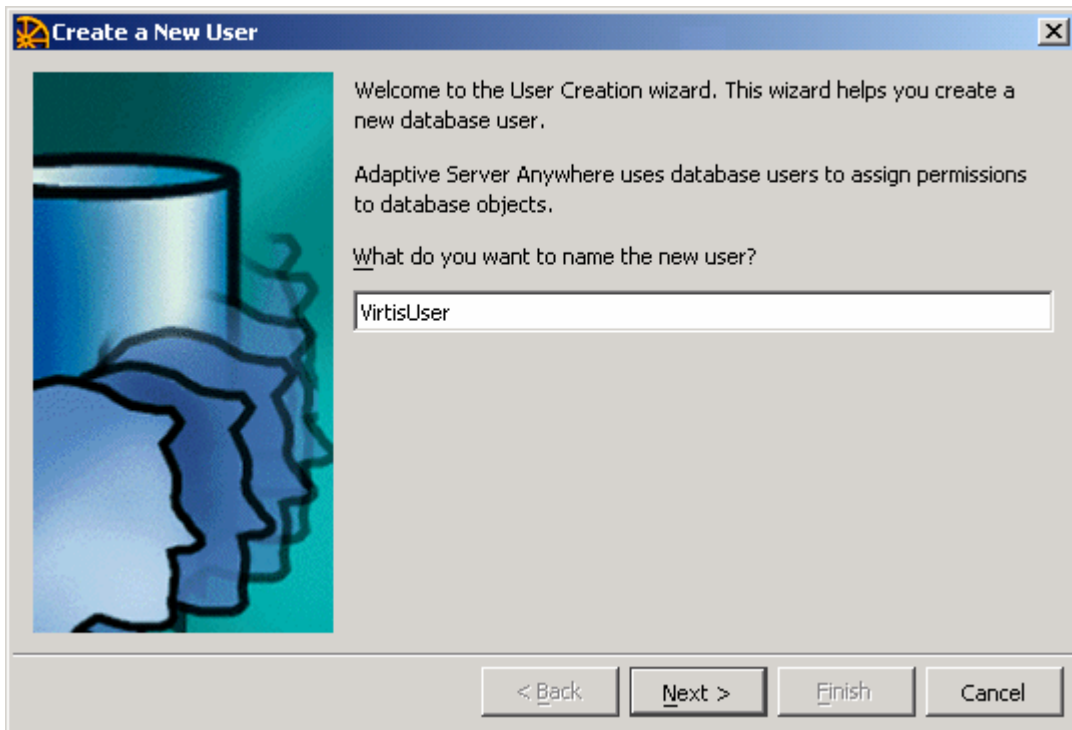 Create a New User
Welcome to the User Creation wizard. This wizard helps you create a
new database user.
Adaptive Server Anywhere uses database users to assign permissions
to database objects.
What do you want to name the new user?
VirtisUser
< Back
Next >
Finish
Cancel